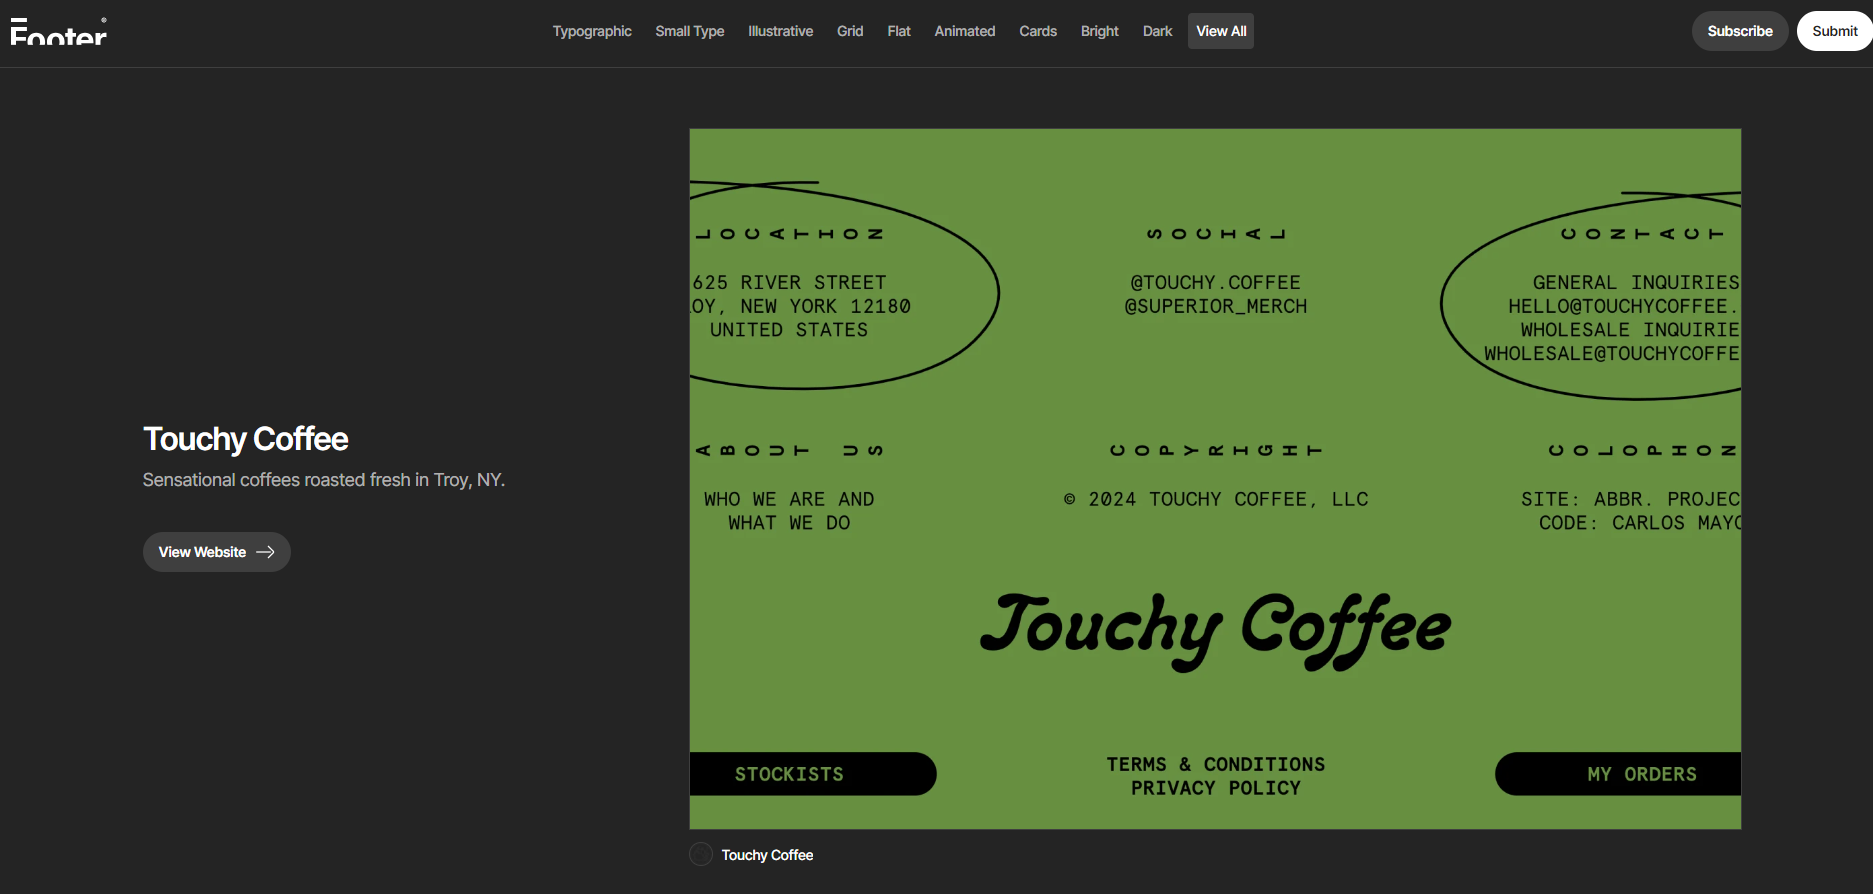 Footer®
Typographic Small Type Illustrative Grid Flat Animated Cards Bright Dark View All
Subscribe Submit
Touchy Coffee
Sensational coffees roasted fresh in Troy, NY.
View Website
LOCATION
625 RIVER STREET
OY, NEW YORK 12180
UNITED STATES
SOCIAL
@TOUCHY.COFFEE
@SUPERIOR_MERCH
CONTACT
GENERAL INQUIRIES
HELLO@TOUCHYCOFFEE.
WHOLESALE INQUIRIE
WHOLESALE@TOUCHYCOFFE
ABOUT US
WHO WE ARE AND
WHAT WE DO
COPYRIGHT
© 2024 TOUCHY COFFEE, LLC
COLOPHON
SITE: ABBR. PROJEC
CODE: CARLOS MAYO
Touchy Coffee
STOCKISTS
TERMS & CONDITIONS
PRIVACY POLICY
MY ORDERS
Touchy Coffee